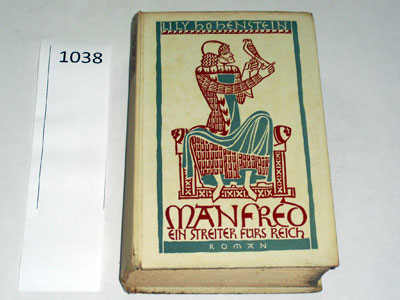 1038
LILY hOhENSTEIN
MANFRED
EIN STREITER FÜRS REICH
ROMAN